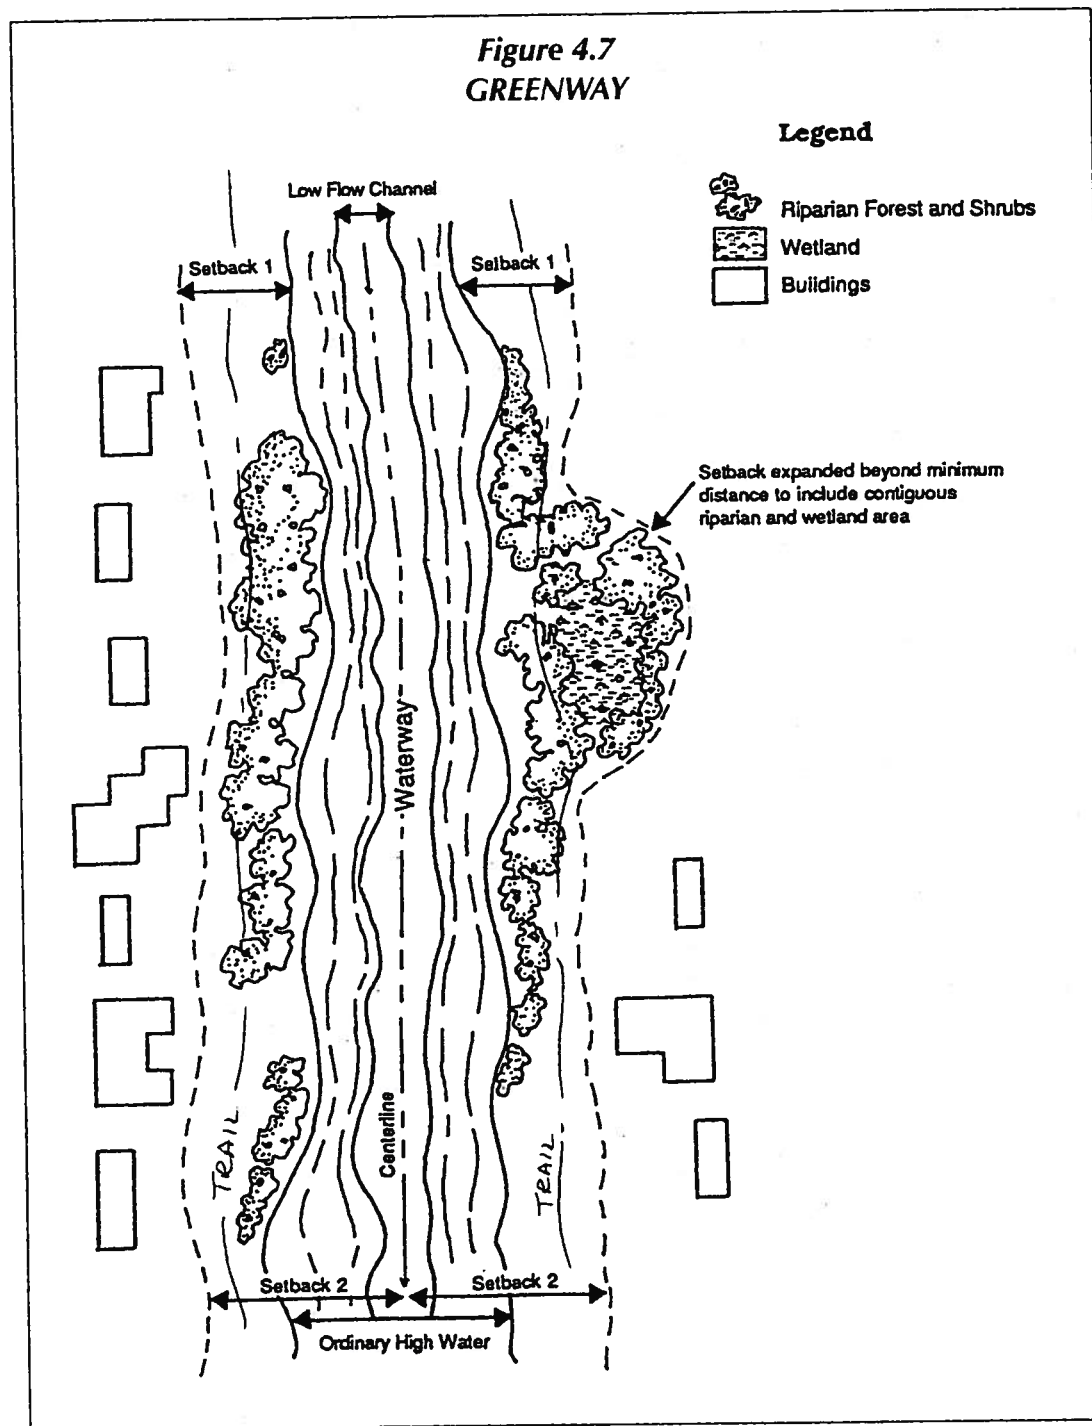 Figure 4.7
GREENWAY
Legend
Riparian Forest and Shrubs
Wetland
Buildings
Low Flow Channel
Setback 1
Setback 1
Setback expanded beyond minimum
distance to include contiguous
riparian and wetland area
Waterway
Centerline
TRAIL
TRAIL
Setback 2
Setback 2
Ordinary High Water